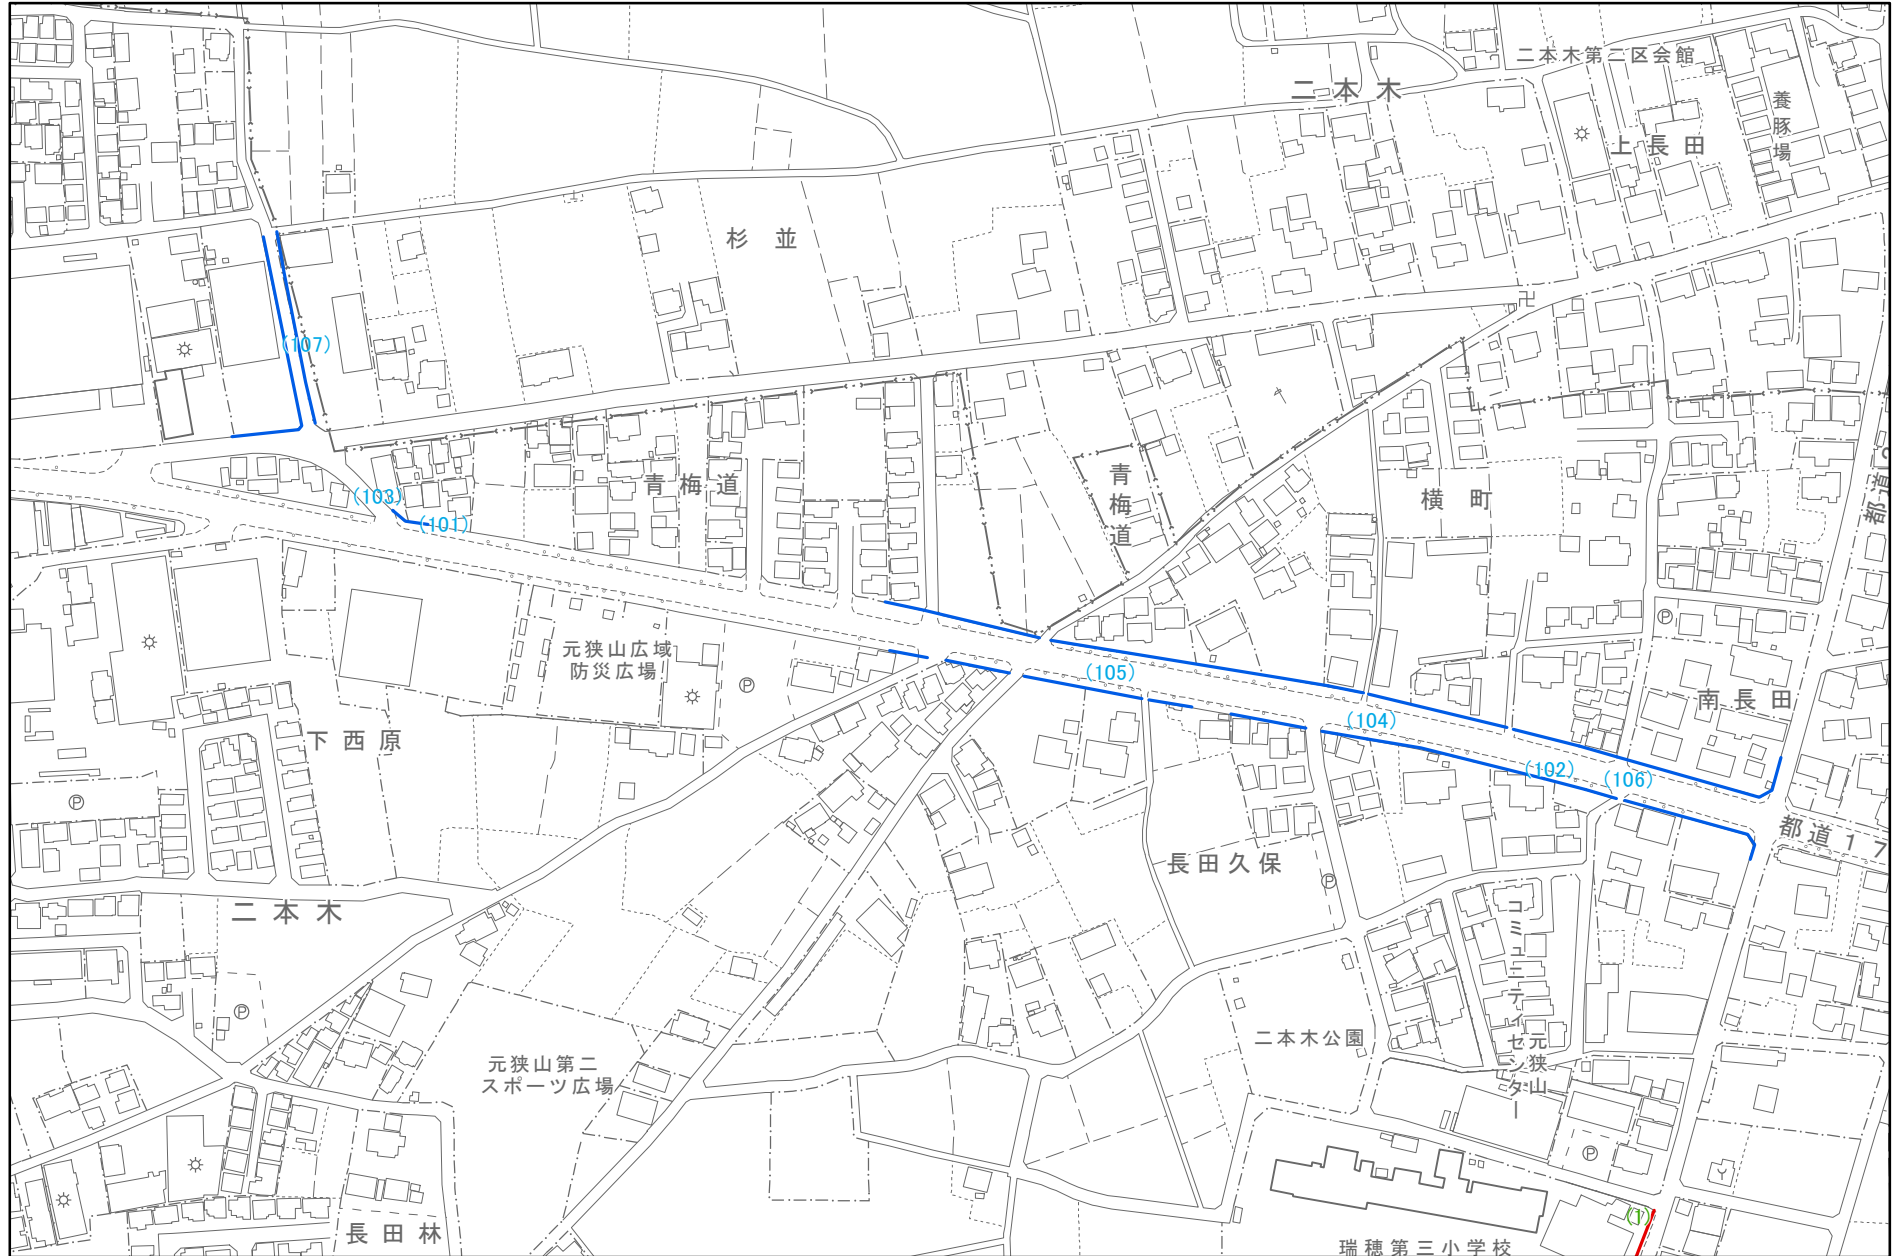 二本木第二区会館
二本木
養豚場
上長田
杉並
(107)
青梅道
青梅道
横町
都道
(103)
(101)
元狭山広域
防災広場
Ⓟ
Ⓟ
(105)
南長田
(104)
下西原
(102)
(106)
Ⓟ
都道17
長田久保
Ⓟ
二本木
コミュニティセンター
元狭山
Ⓟ
二本木公園
元狭山第二
スポーツ広場
Ⓟ
長田林
(1)
瑞穂第三小学校